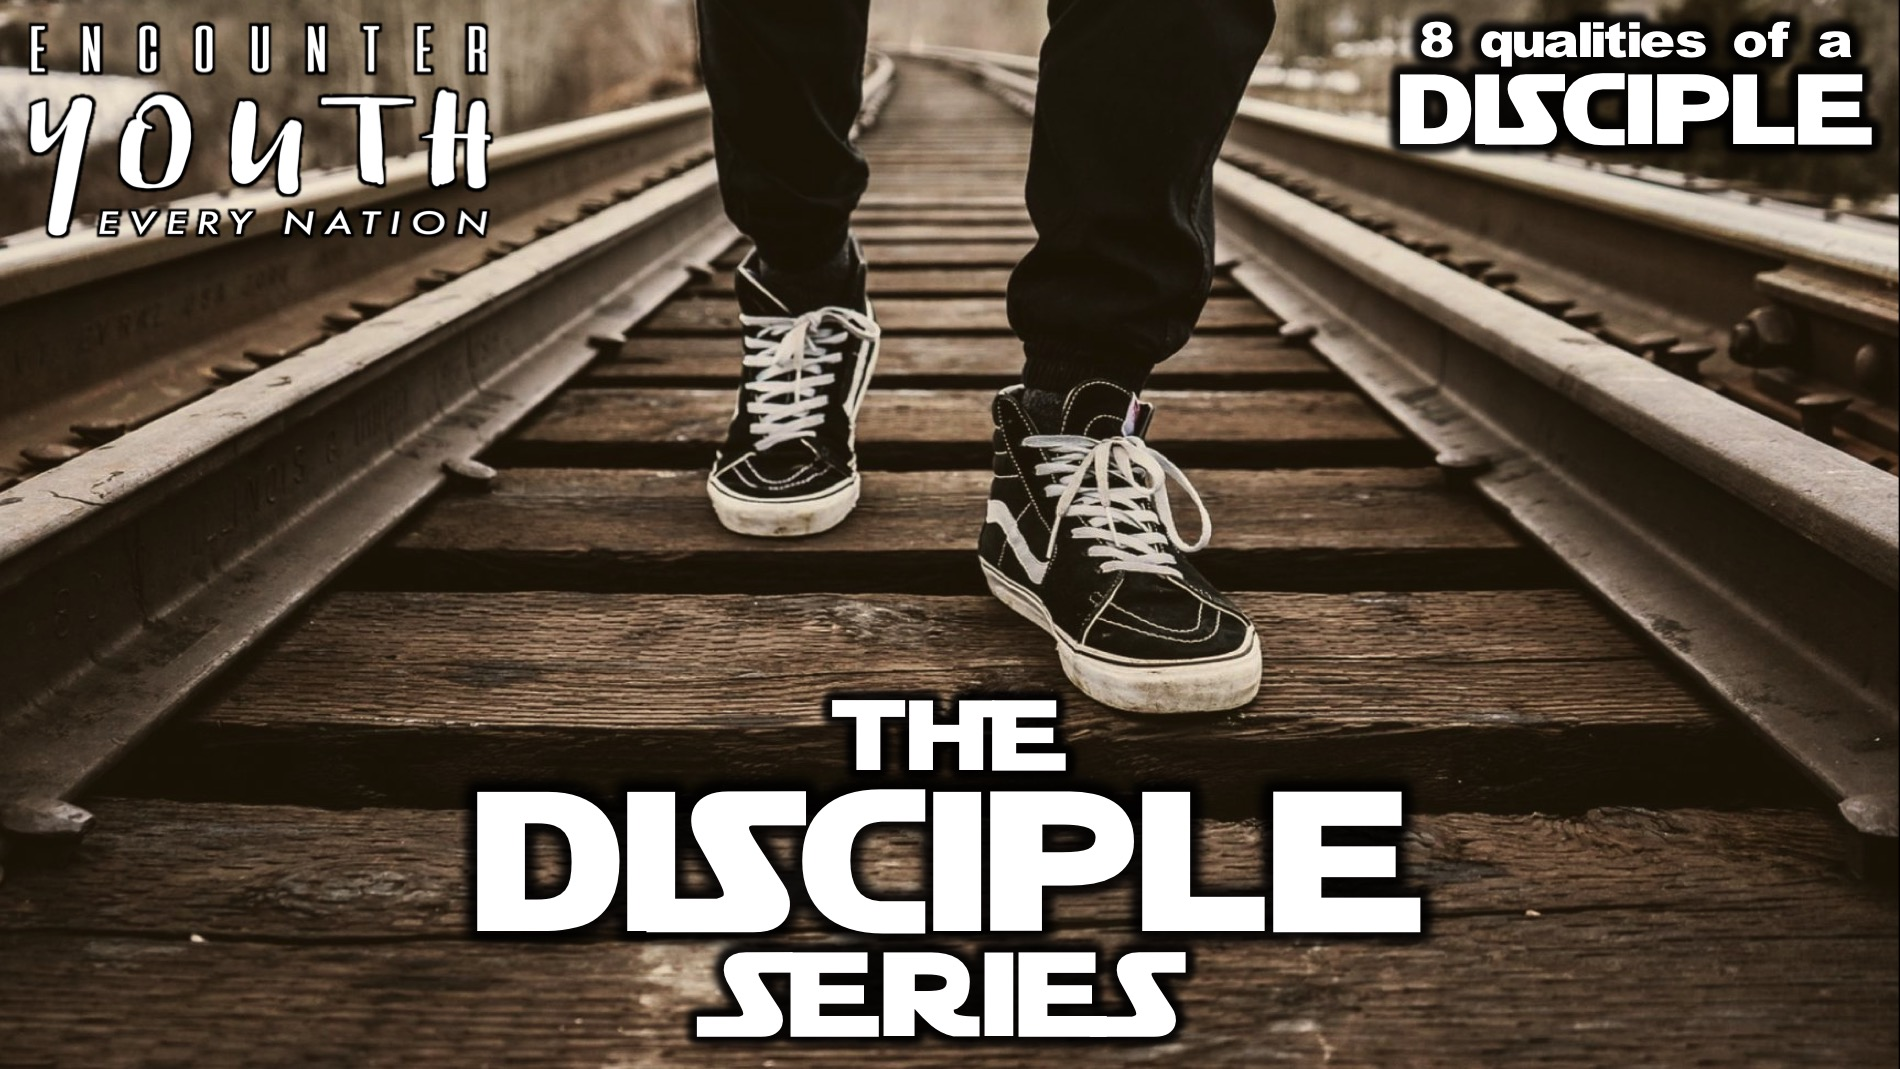 ENCOUNTER
YOUTH
EVERY NATION
8 qualities of a
DISCIPLE
THE
DISCIPLE
SERIES